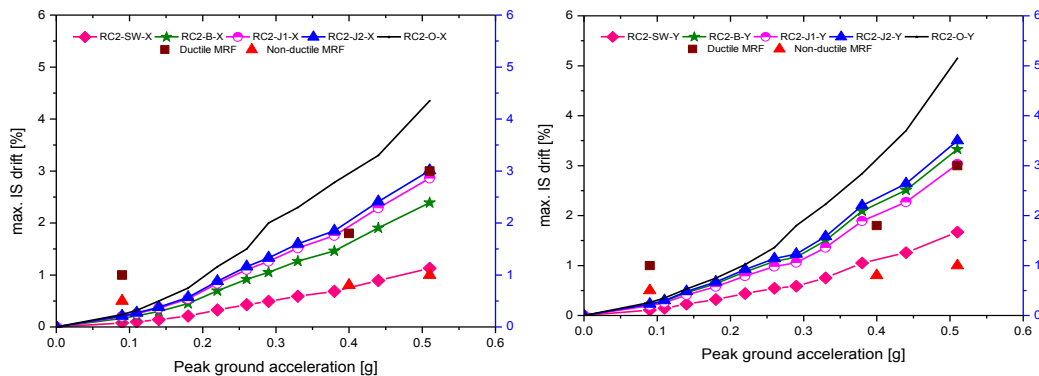 RC2-SW-X RC2-B-X RC2-J1-X RC2-J2-X RC2-O-X
Ductile MRF Non-ductile MRF
6 6
5 5
4 4
3 3
2 2
1 1
0 0
0.0 0.1 0.2 0.3 0.4 0.5 0.6
max. IS drift [%]
Peak ground acceleration [g]
RC2-SW-Y RC2-B-Y RC2-J1-Y RC2-J2-Y RC2-O-Y
Ductile MRF Non-ductile MRF
6 6
5 5
4 4
3 3
2 2
1 1
0 0
0.0 0.1 0.2 0.3 0.4 0.5 0.6
max. IS drift [%]
Peak ground acceleration [g]